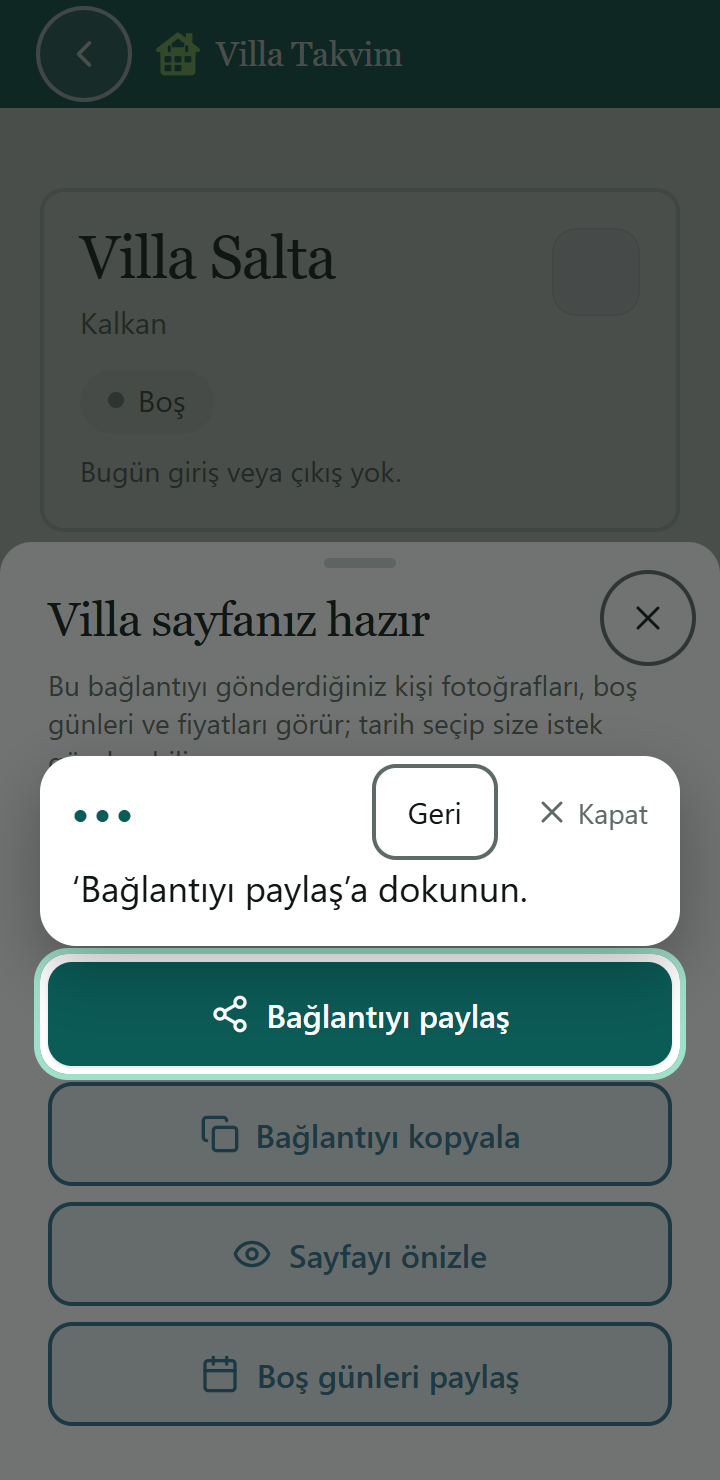 Villa Takvim
Villa Salta
Kalkan
Boş
Bugün giriş veya çıkış yok.
Villa sayfanız hazır
Bu bağlantıyı gönderdiğiniz kişi fotoğrafları, boş
günleri ve fiyatları görür; tarih seçip size istek
Geri
Kapat
‘Bağlantıyı paylaş’a dokunun.
Bağlantıyı paylaş
Bağlantıyı kopyala
Sayfayı önizle
Boş günleri paylaş